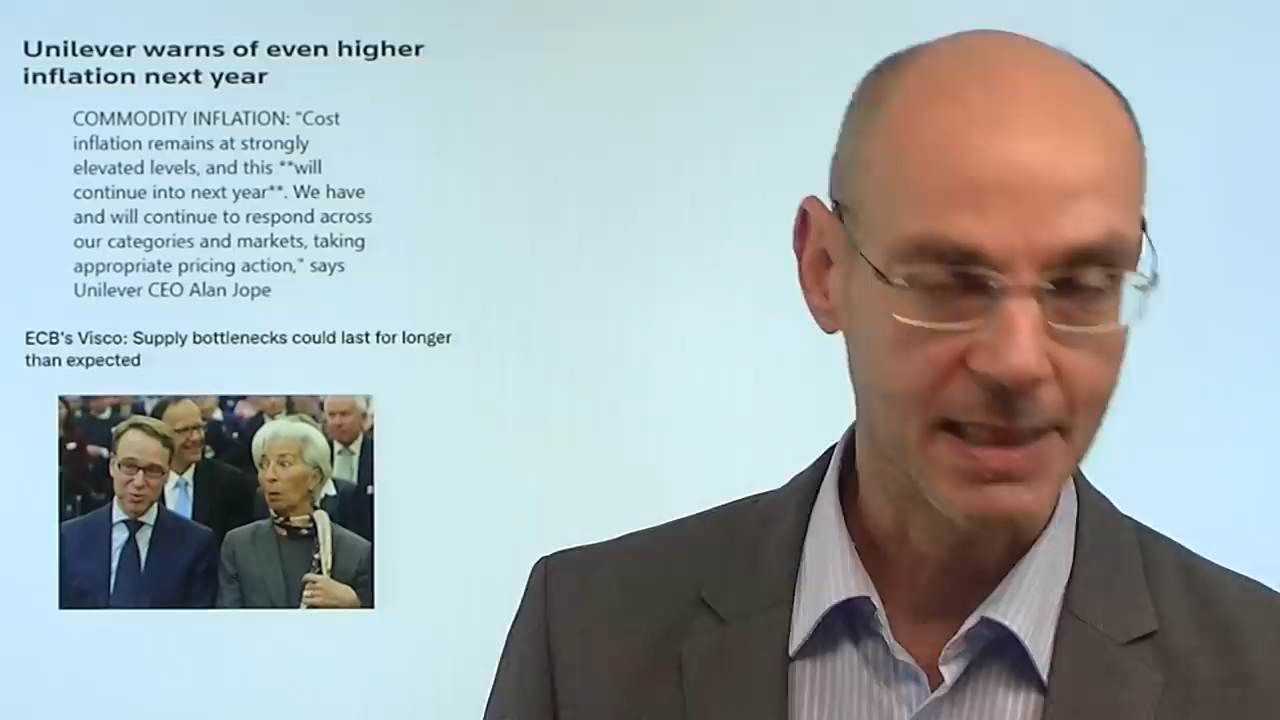 Unilever warns of even higher
inflation next year
COMMODITY INFLATION: "Cost
inflation remains at strongly
elevated levels, and this **will
continue into next year**. We have
and will continue to respond across
our categories and markets, taking
appropriate pricing action," says
Unilever CEO Alan Jope
ECB's Visco: Supply bottlenecks could last for longer
than expected